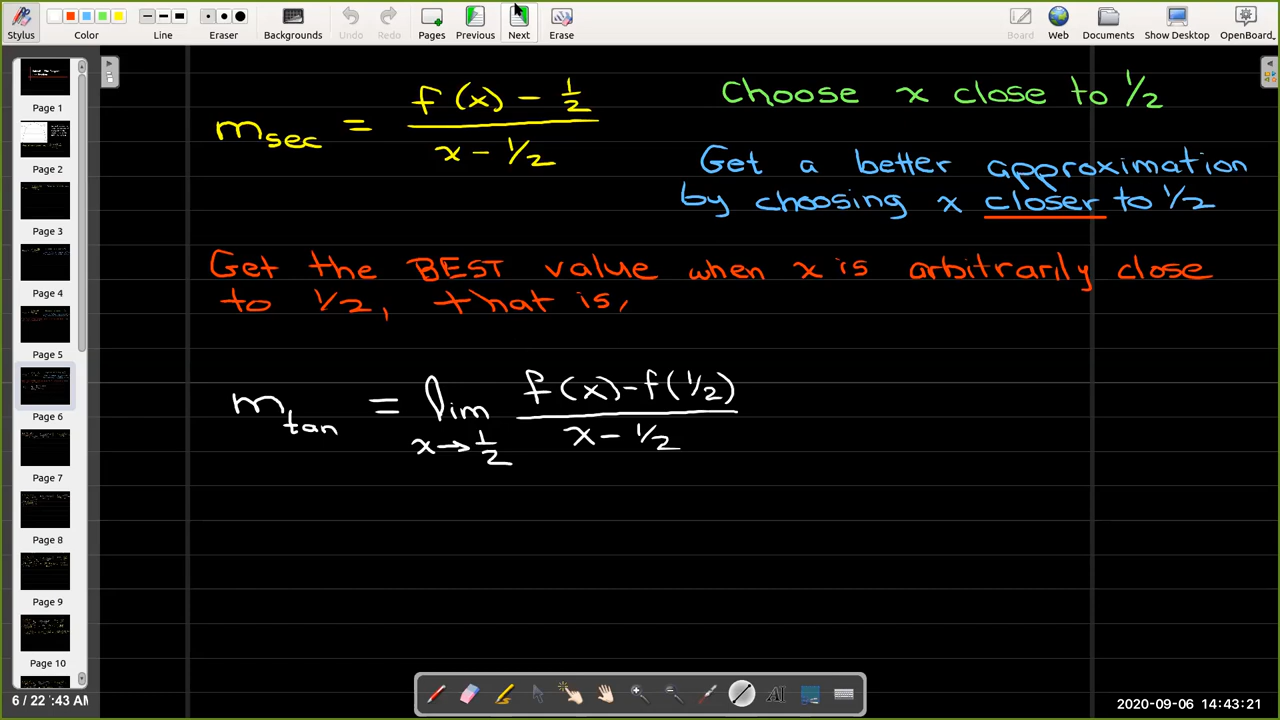 Stylus
Color
Line
Eraser
Backgrounds
Undo
Redo
Pages
Previous
Next
Erase
Board
Web
Documents
Show Desktop
OpenBoard
Page 1
Page 2
Page 3
Page 4
Page 5
Page 6
Page 7
Page 8
Page 9
Page 10
m_sec = (f(x) - 1/2) / (x - 1/2)
Choose x close to 1/2
Get a better approximation
by choosing x closer to 1/2
Get the BEST value when x is arbitrarily close
to 1/2, that is,
m_tan = lim x→1/2 (f(x) - f(1/2)) / (x - 1/2)
AI
6 / 22 :43 AM
2020-09-06 14:43:21